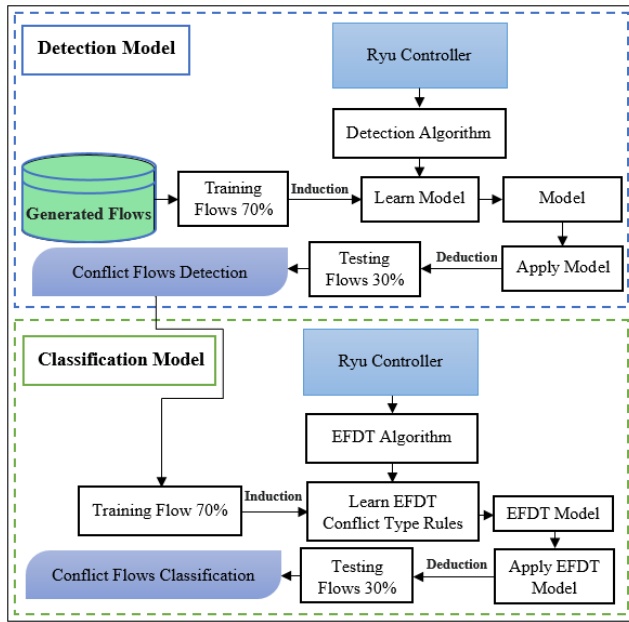 Detection Model
Ryu Controller
Detection Algorithm
Generated Flows
Training
Flows 70%
Induction
Learn Model
Model
Conflict Flows Detection
Testing
Flows 30%
Deduction
Apply Model
Classification Model
Ryu Controller
EFDT Algorithm
Training Flow 70%
Induction
Learn EFDT
Conflict Type Rules
EFDT Model
Conflict Flows Classification
Testing
Flows 30%
Deduction
Apply EFDT
Model